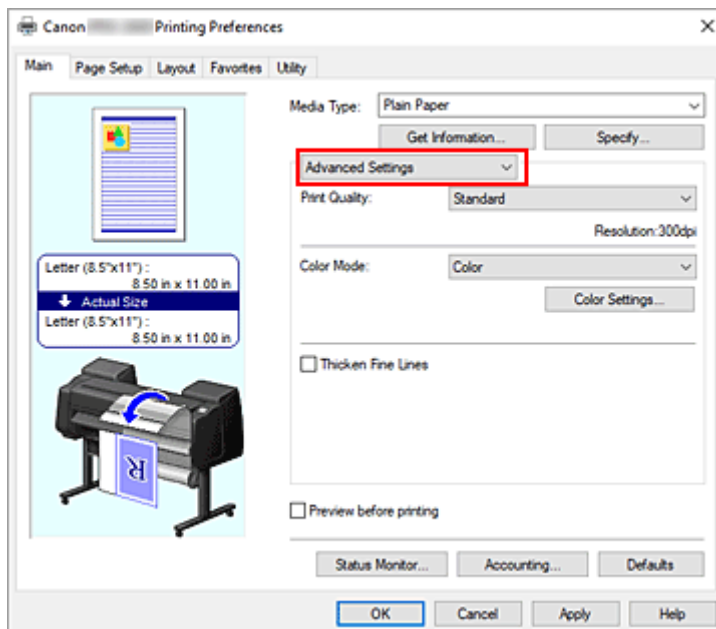 Canon Printing Preferences
Main Page Setup Layout Favorites Utility
Media Type: Plain Paper
Get Information... Specify...
Advanced Settings
Print Quality: Standard
Resolution:300dpi
Color Mode: Color
Color Settings...
Thicken Fine Lines
Letter (8.5"x11") :
8.50 in x 11.00 in
Actual Size
Letter (8.5"x11") :
8.50 in x 11.00 in
R
Preview before printing
Status Monitor... Accounting... Defaults
OK Cancel Apply Help